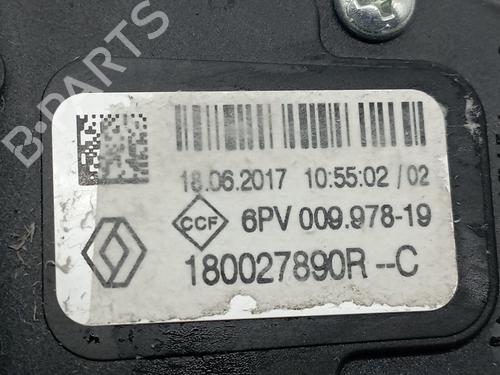 B-PARTS
18.06.2017 10:55:02 / 02
CCF 6PV 009.978-19
180027890R --C